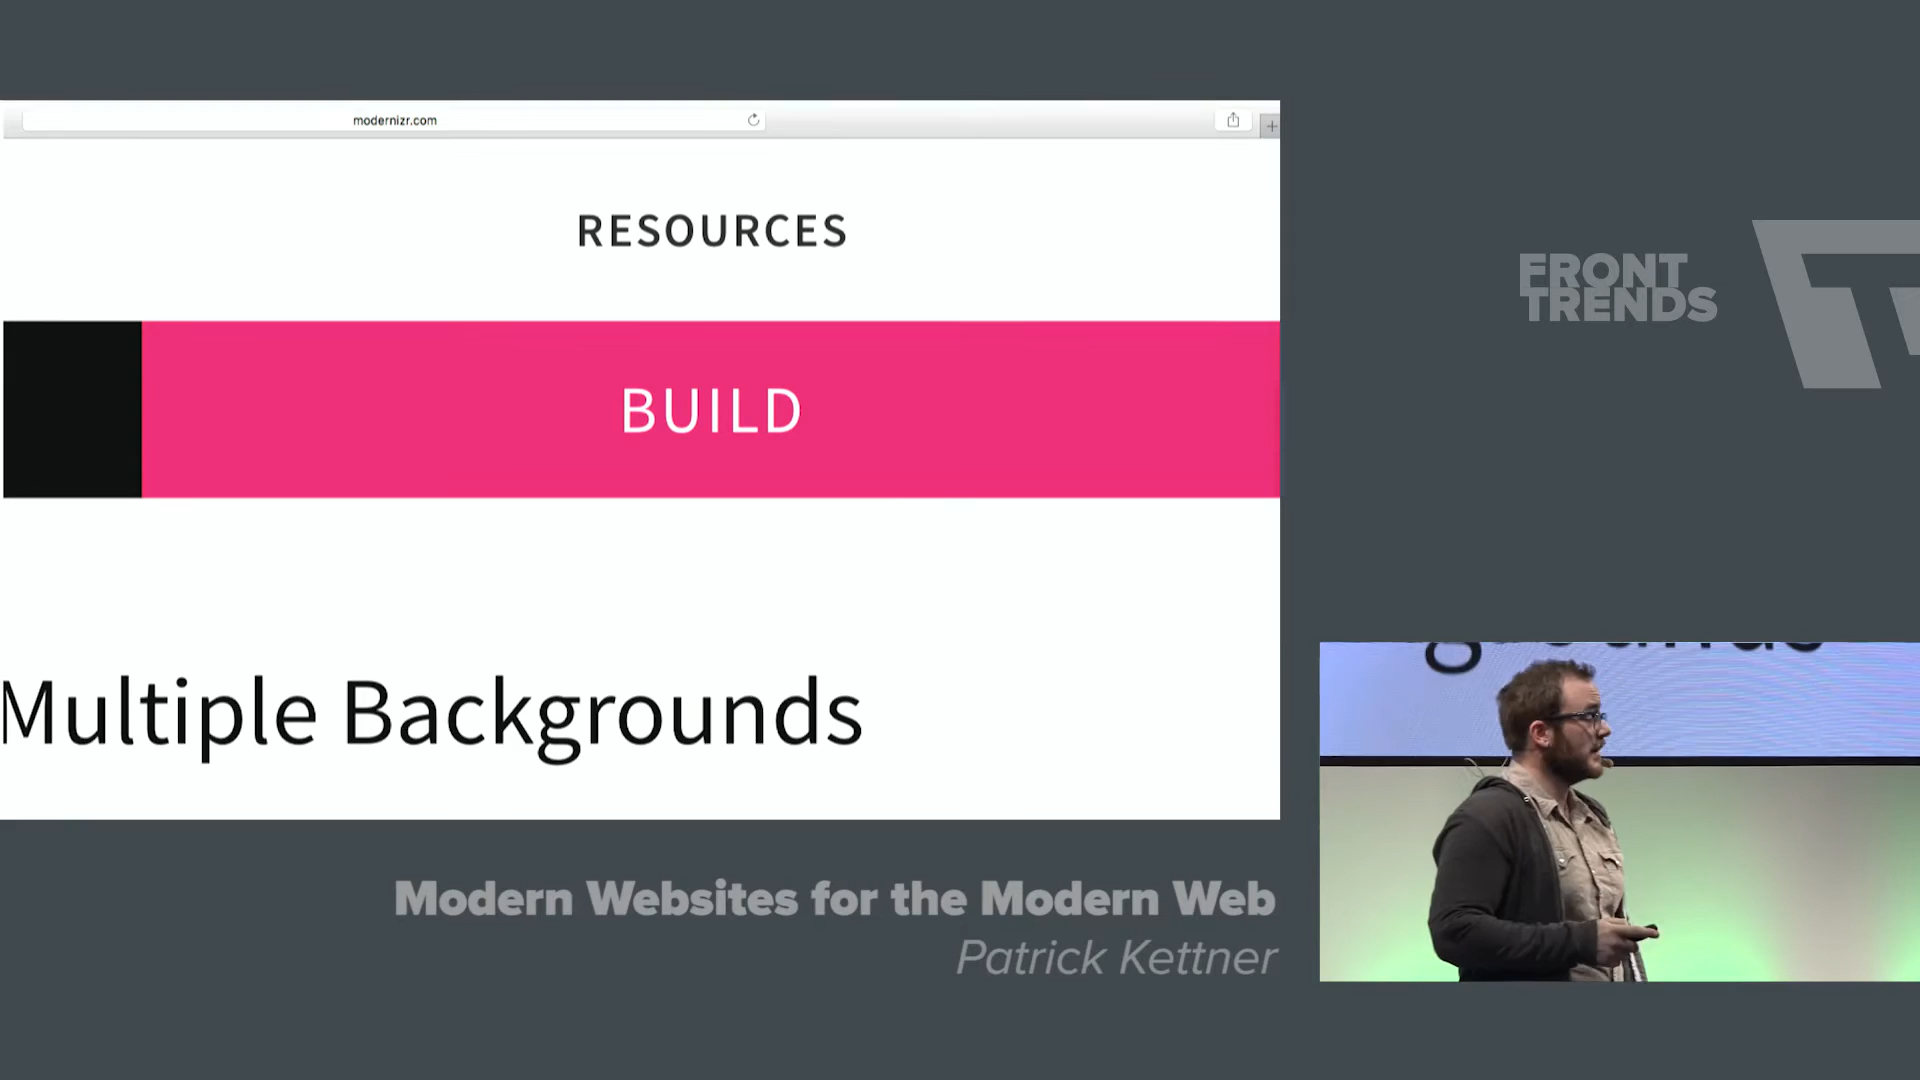 modernizr.com
RESOURCES
BUILD
Multiple Backgrounds
FRONT
TRENDS
Modern Websites for the Modern Web
Patrick Kettner